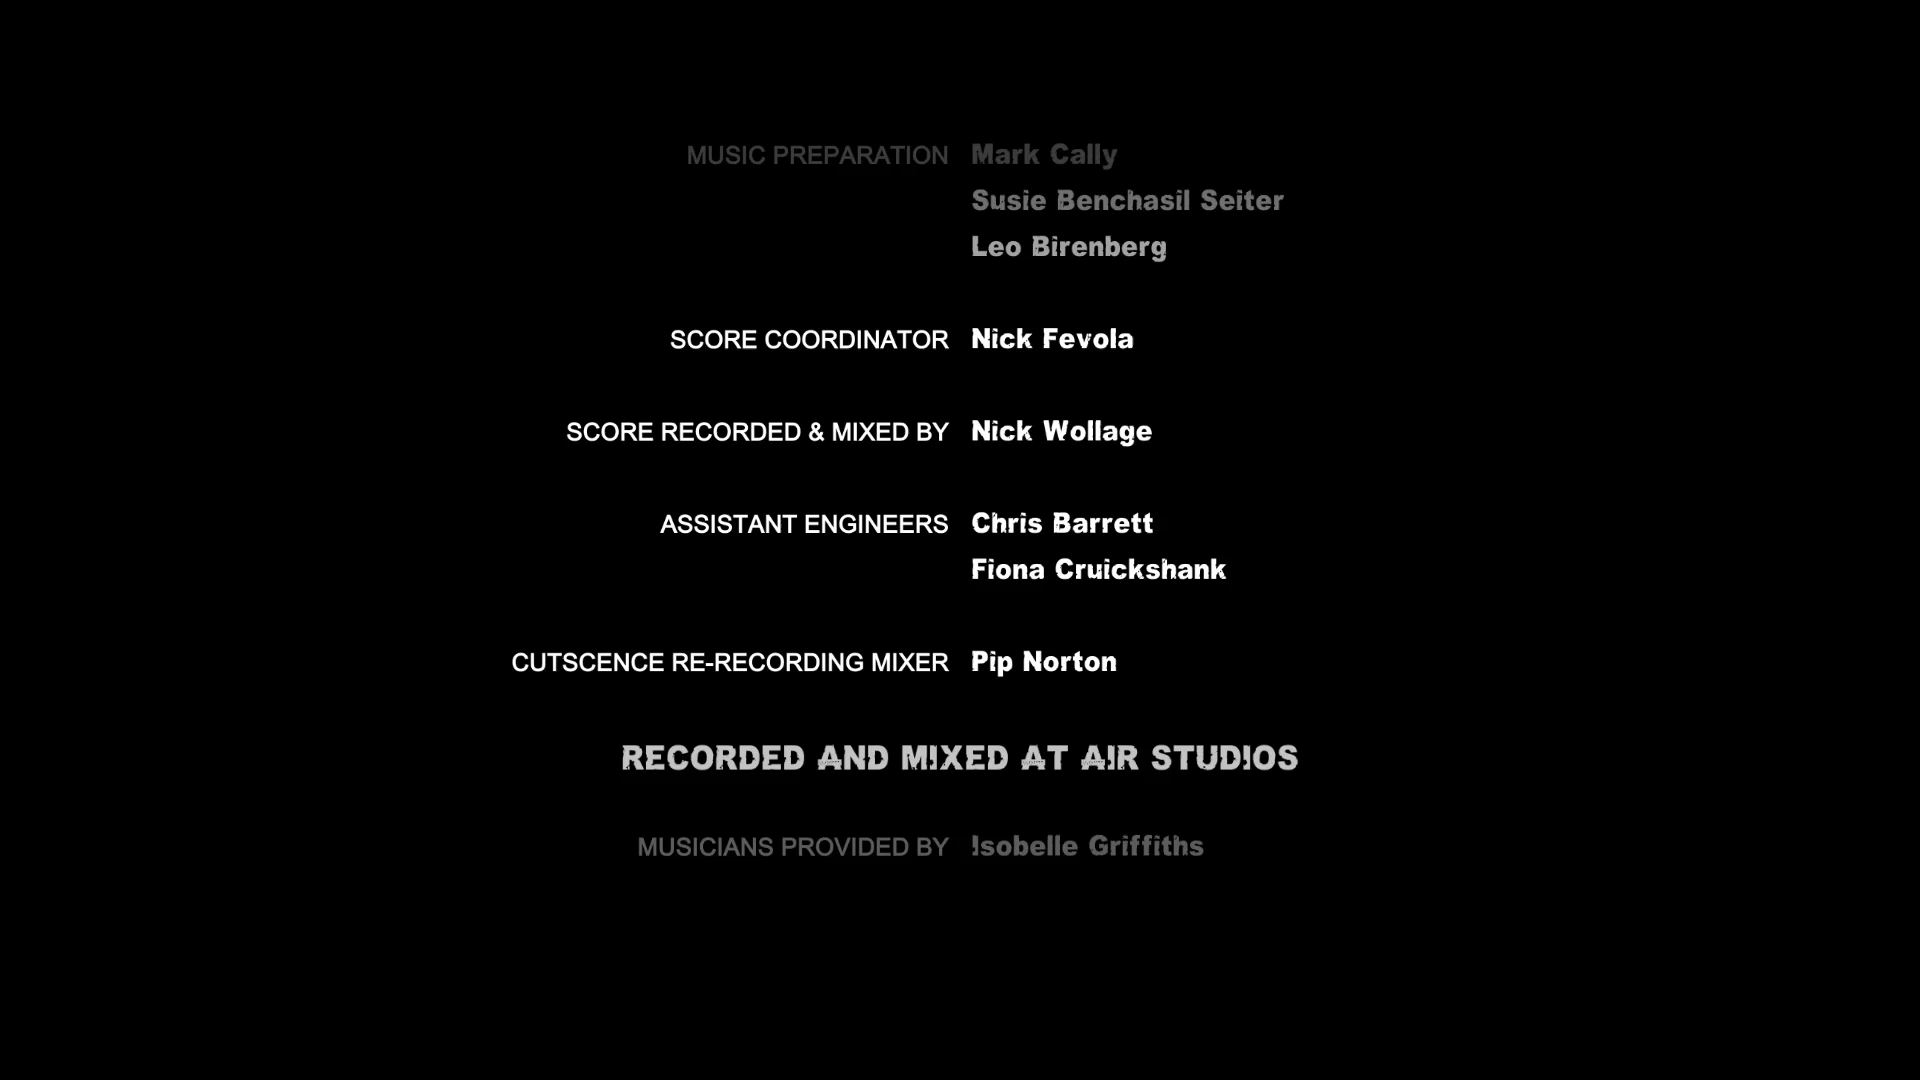 MUSIC PREPARATION Mark Cally
Susie Benchasil Seiter
Leo Birenberg
SCORE COORDINATOR Nick Fevola
SCORE RECORDED & MIXED BY Nick Wollage
ASSISTANT ENGINEERS Chris Barrett
Fiona Cruickshank
CUTSCENCE RE-RECORDING MIXER Pip Norton
RECORDED AND MIXED AT AIR STUDIOS
MUSICIANS PROVIDED BY Isobelle Griffiths